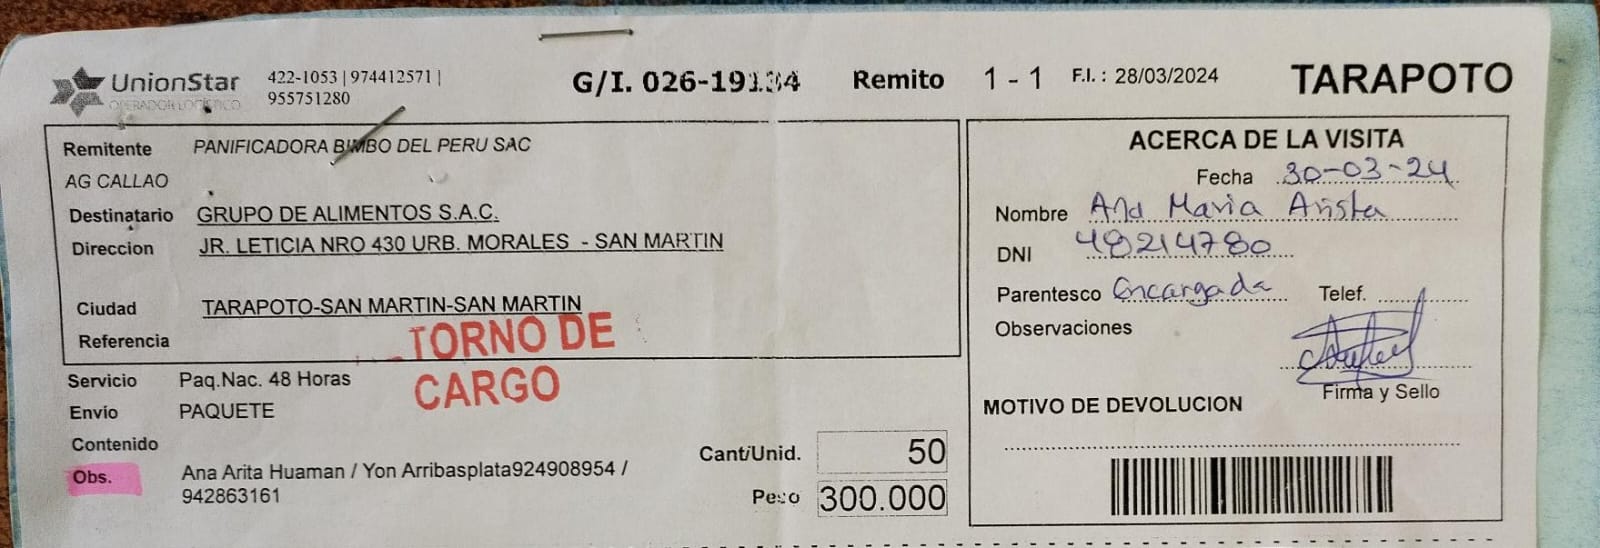 UnionStar
OPERADOR LOGISTICO
422-1053 | 974412571 |
955751280
G/I. 026-19134 Remito 1 - 1 F.I. : 28/03/2024 TARAPOTO
Remitente PANIFICADORA BIMBO DEL PERU SAC
AG CALLAO
Destinatario GRUPO DE ALIMENTOS S.A.C.
Direccion JR. LETICIA NRO 430 URB. MORALES - SAN MARTIN
Ciudad TARAPOTO-SAN MARTIN-SAN MARTIN
Referencia
TORNO DE
CARGO
Servicio Paq.Nac. 48 Horas
Envio PAQUETE
Contenido
Obs. Ana Arita Huaman / Yon Arribasplata924908954 /
942863161
Cant/Unid. 50
Peso 300.000
ACERCA DE LA VISITA
Fecha 30-03-24
Nombre Ana Maria Arista
DNI 48214780
Parentesco Encargada Telef.
Observaciones
Firma y Sello
MOTIVO DE DEVOLUCION